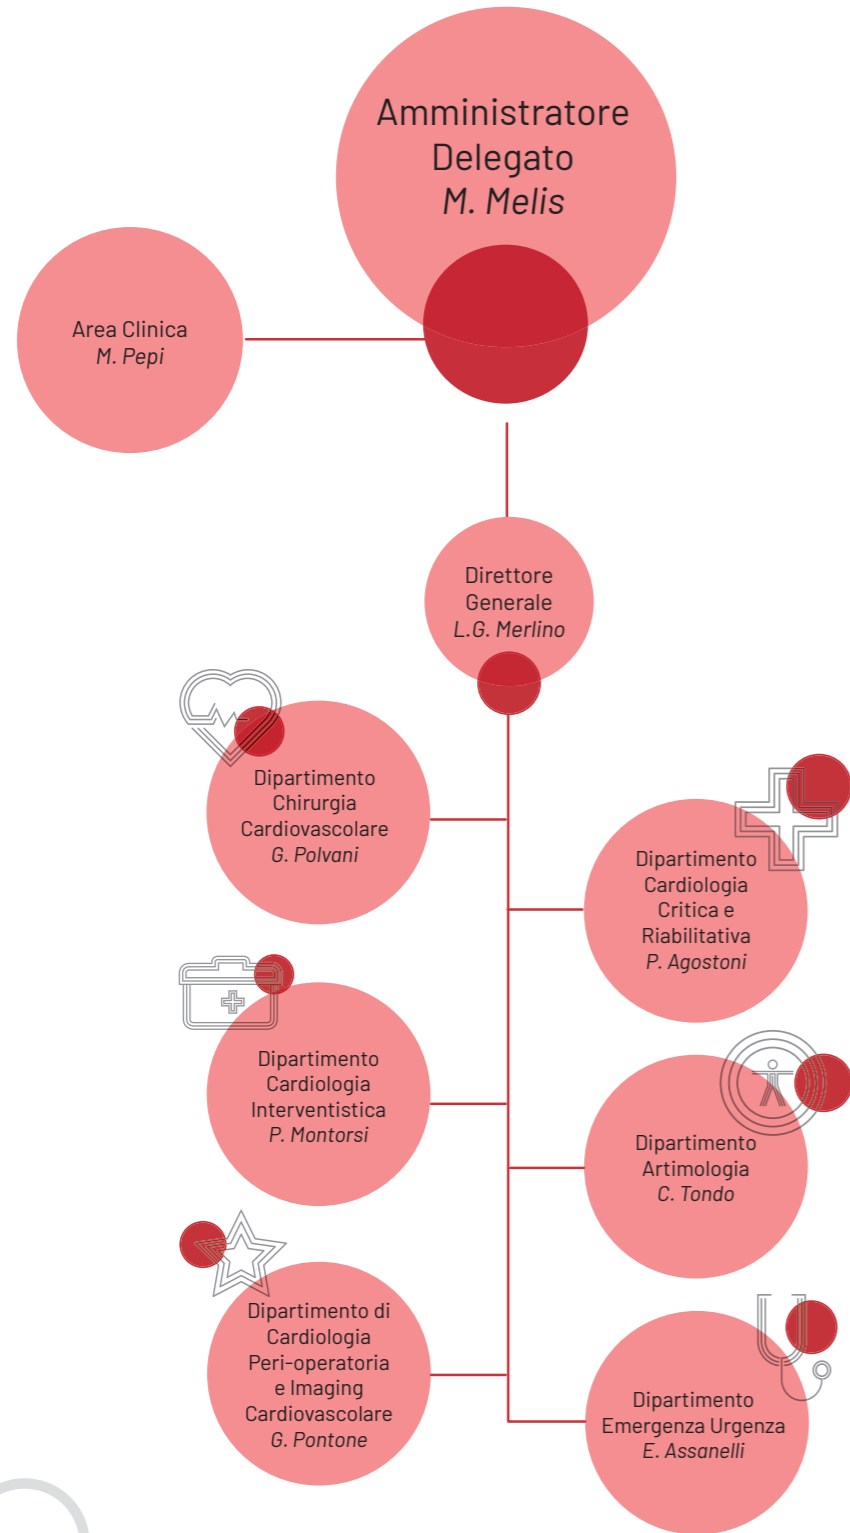 Amministratore
Delegato
M. Melis
Area Clinica
M. Pepi
Direttore
Generale
L.G. Merlino
Dipartimento
Chirurgia
Cardiovascolare
G. Polvani
Dipartimento
Cardiologia
Critica e
Riabilitativa
P. Agostoni
Dipartimento
Cardiologia
Interventistica
P. Montorsi
Dipartimento
Artimologia
C. Tondo
Dipartimento di
Cardiologia
Peri-operatoria
e Imaging
Cardiovascolare
G. Pontone
Dipartimento
Emergenza Urgenza
E. Assanelli